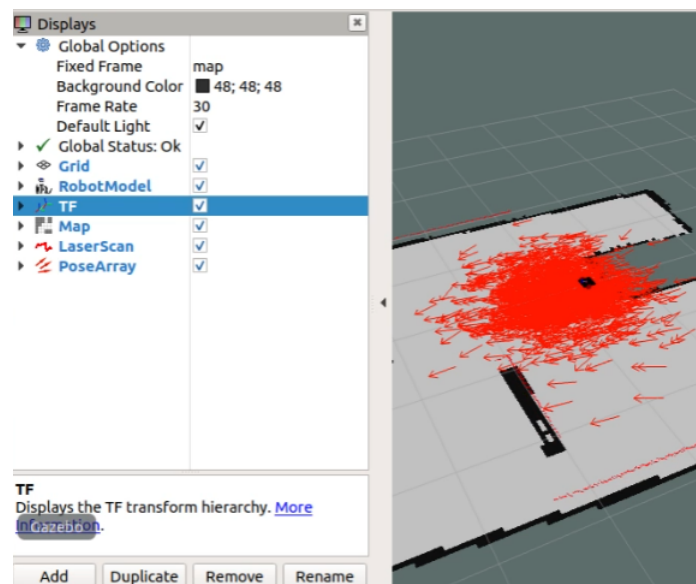 Displays
Global Options
Fixed Frame map
Background Color 48; 48; 48
Frame Rate 30
Default Light
Global Status: Ok
Grid
RobotModel
TF
Map
LaserScan
PoseArray
TF
Displays the TF transform hierarchy. More
Information.
Gazebo
Add Duplicate Remove Rename